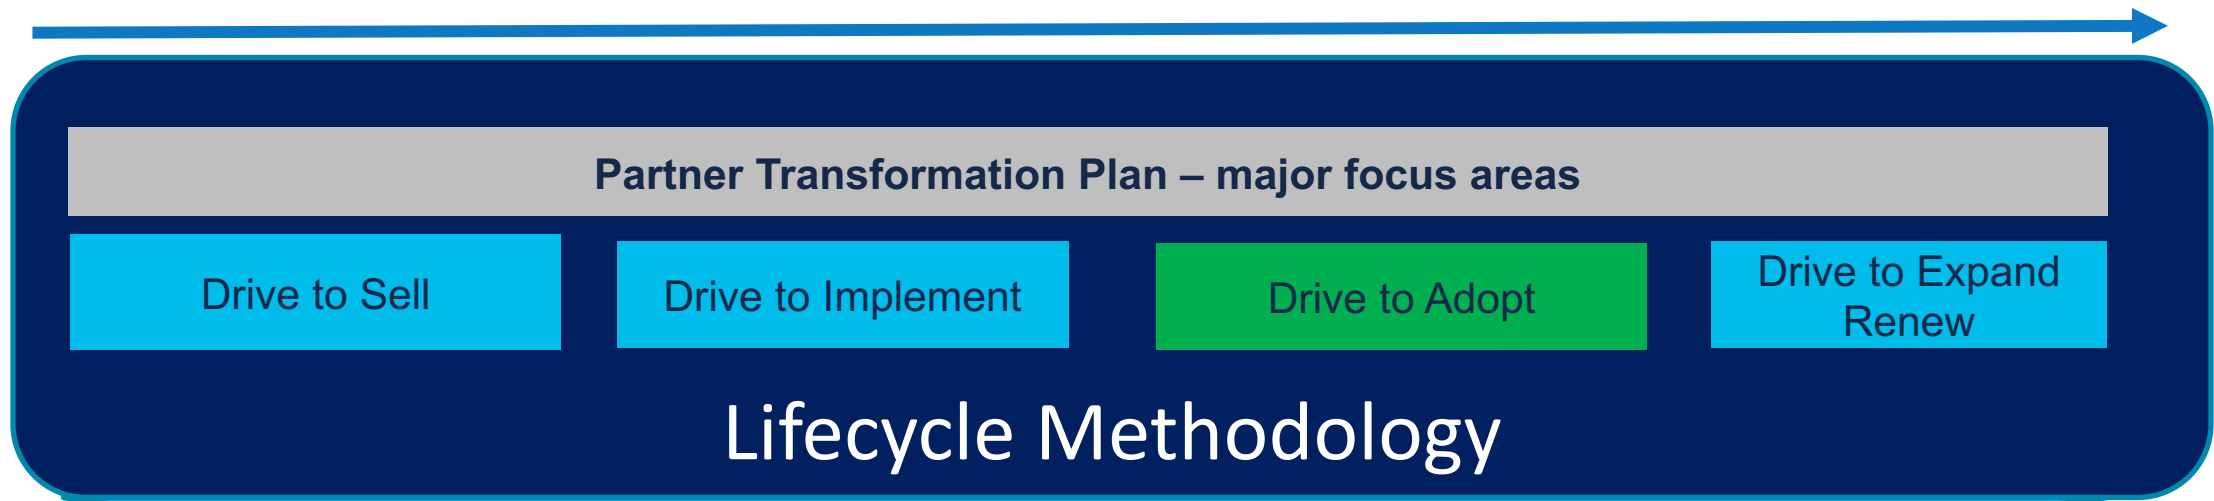 Partner Transformation Plan – major focus areas
Drive to Sell
Drive to Implement
Drive to Adopt
Drive to Expand
Renew
Lifecycle Methodology